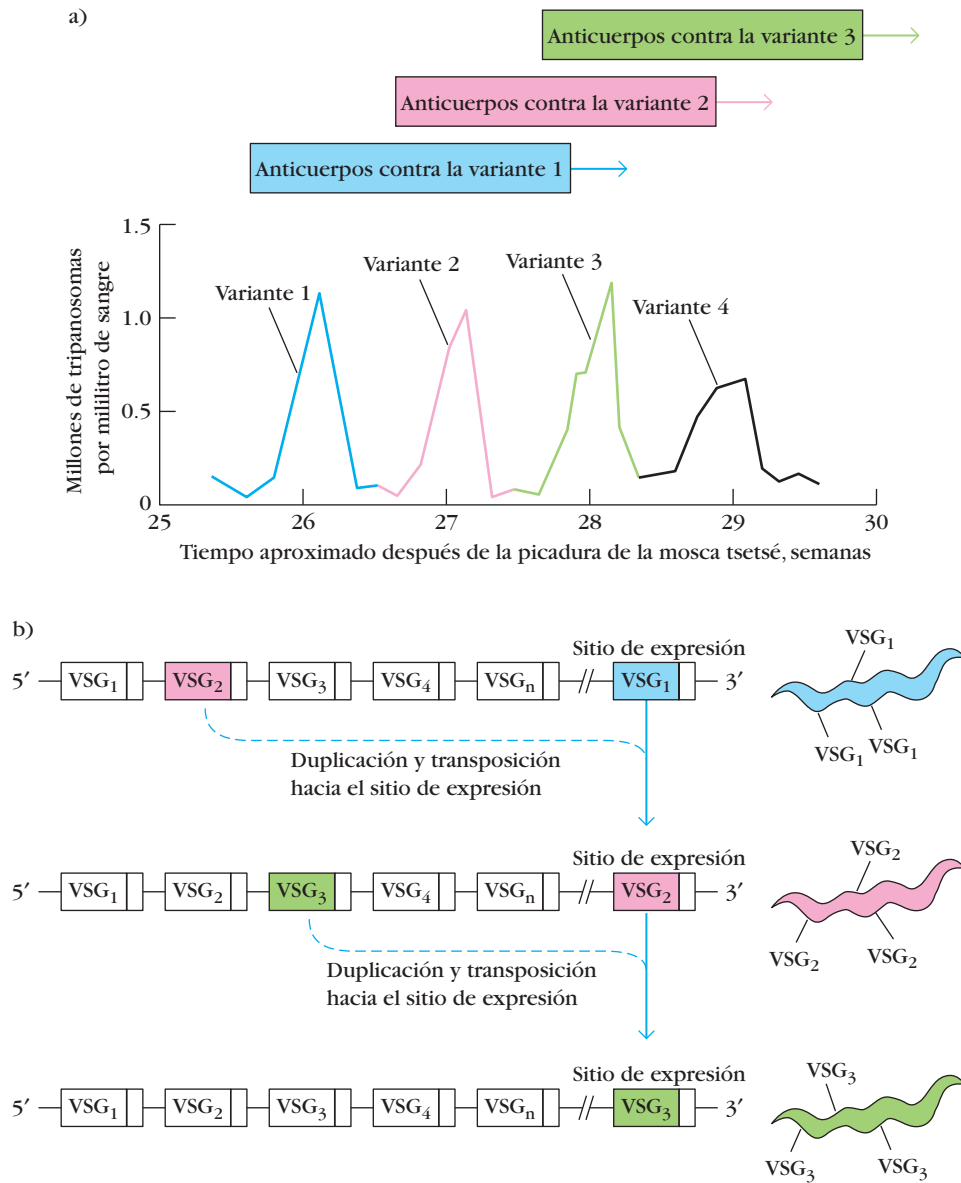 a)
Anticuerpos contra la variante 3
Anticuerpos contra la variante 2
Anticuerpos contra la variante 1
Millones de tripanosomas
por mililitro de sangre
1.5
1.0
0.5
0
Variante 1
Variante 2
Variante 3
Variante 4
25 26 27 28 29 30
Tiempo aproximado después de la picadura de la mosca tsetsé, semanas
b)
Sitio de expresión
5′ VSG₁ VSG₂ VSG₃ VSG₄ VSGₙ // VSG₁ 3′
VSG₁
VSG₁
VSG₁
Duplicación y transposición
hacia el sitio de expresión
Sitio de expresión
5′ VSG₁ VSG₂ VSG₃ VSG₄ VSGₙ // VSG₂ 3′
VSG₂
VSG₂
VSG₂
Duplicación y transposición
hacia el sitio de expresión
Sitio de expresión
5′ VSG₁ VSG₂ VSG₃ VSG₄ VSGₙ // VSG₃ 3′
VSG₃
VSG₃
VSG₃